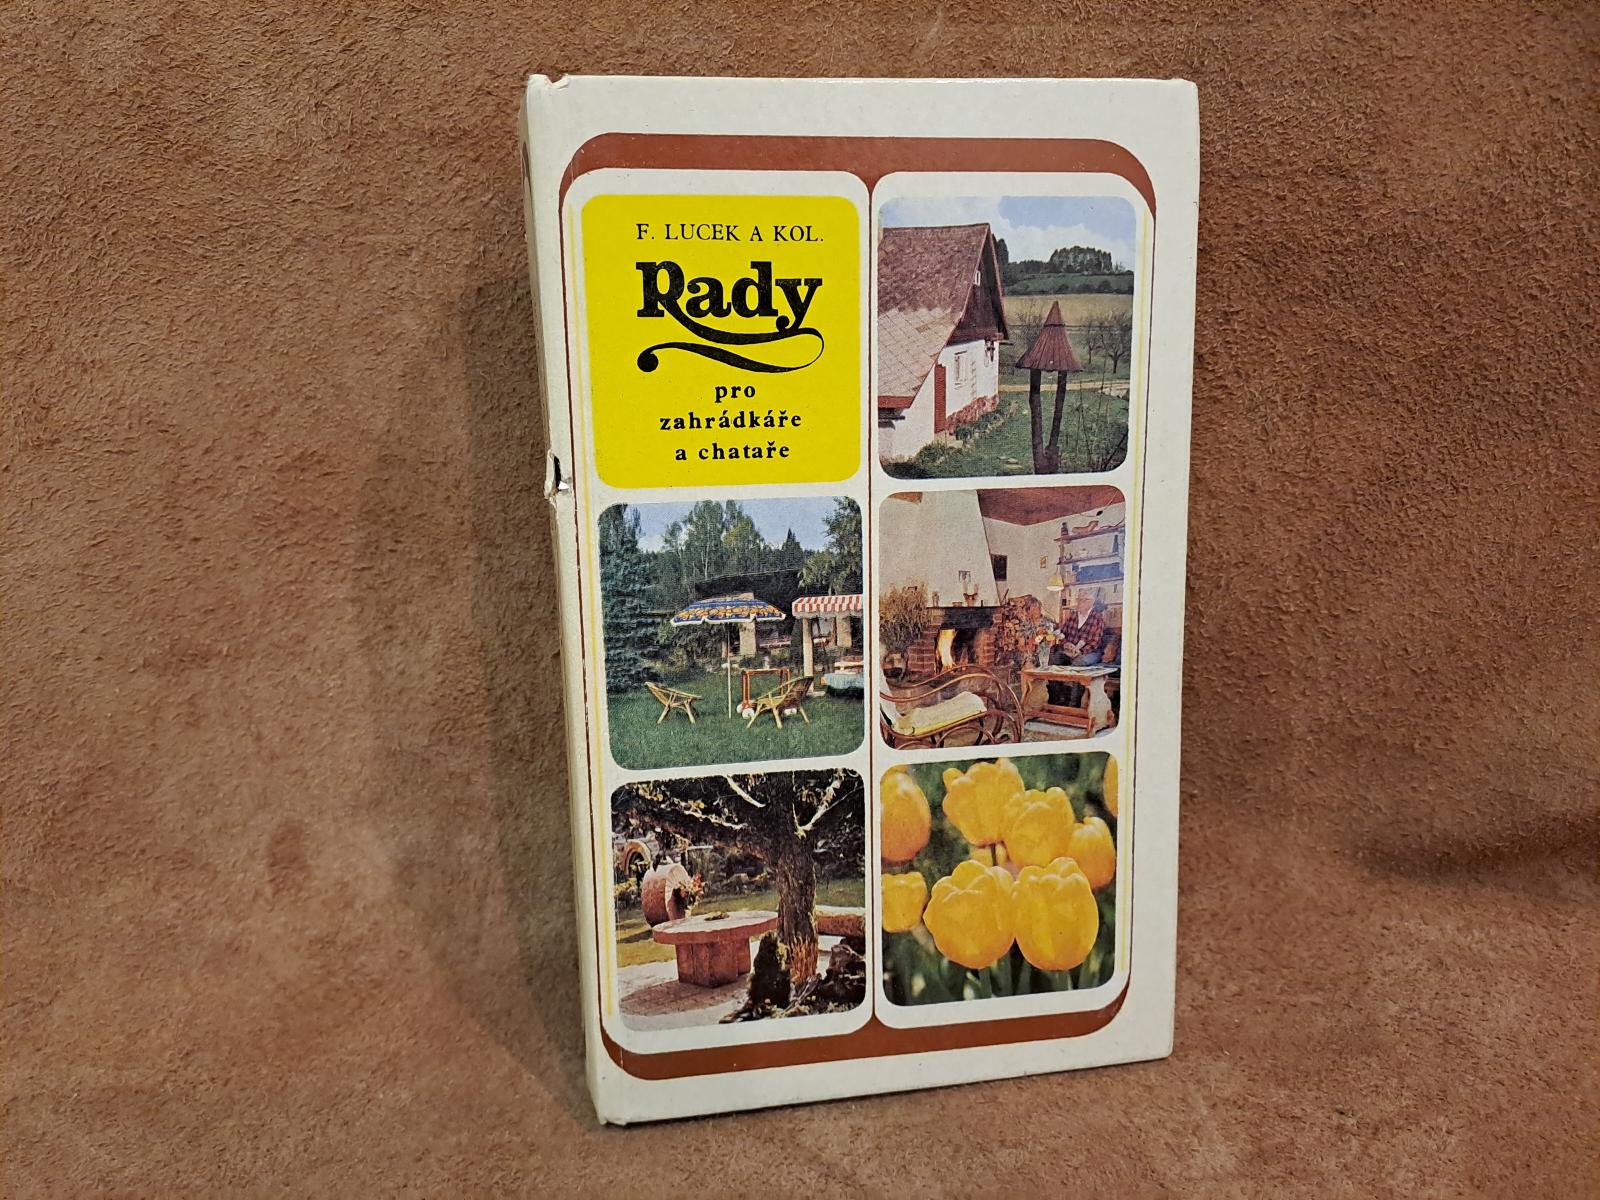 F. LUCEK A KOL.
Rady
pro
zahrádkáře
a chataře